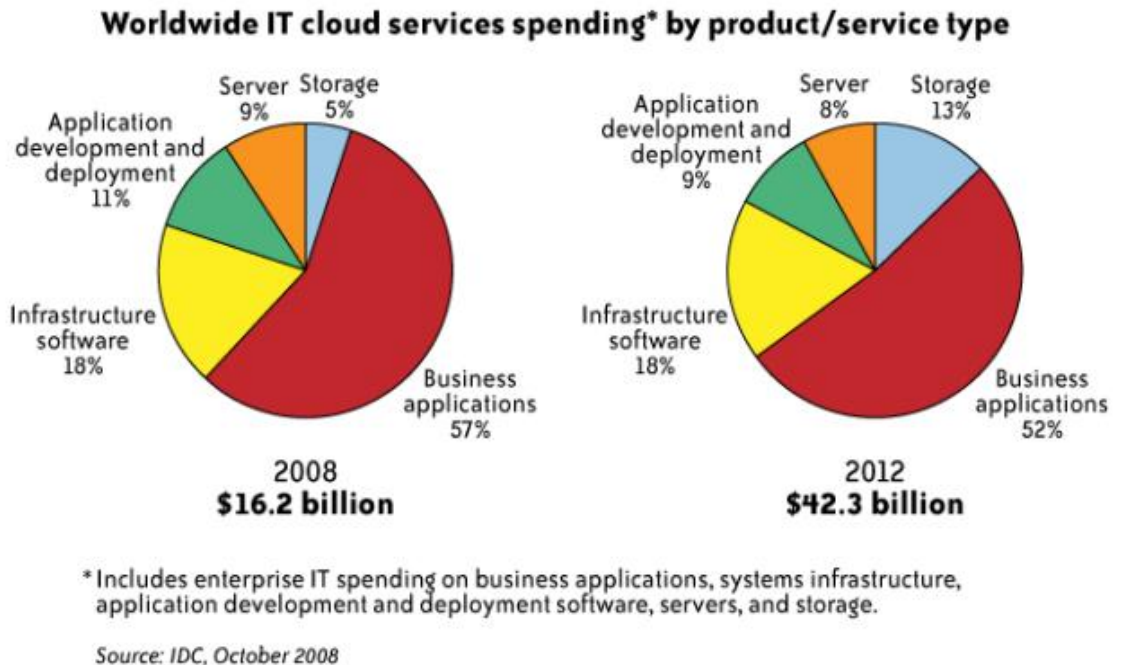 Worldwide IT cloud services spending* by product/service type
Server
9%
Storage
5%
Application
development and
deployment
11%
Infrastructure
software
18%
Business
applications
57%
2008
$16.2 billion
Server
8%
Storage
13%
Application
development and
deployment
9%
Infrastructure
software
18%
Business
applications
52%
2012
$42.3 billion
*Includes enterprise IT spending on business applications, systems infrastructure,
application development and deployment software, servers, and storage.
Source: IDC, October 2008